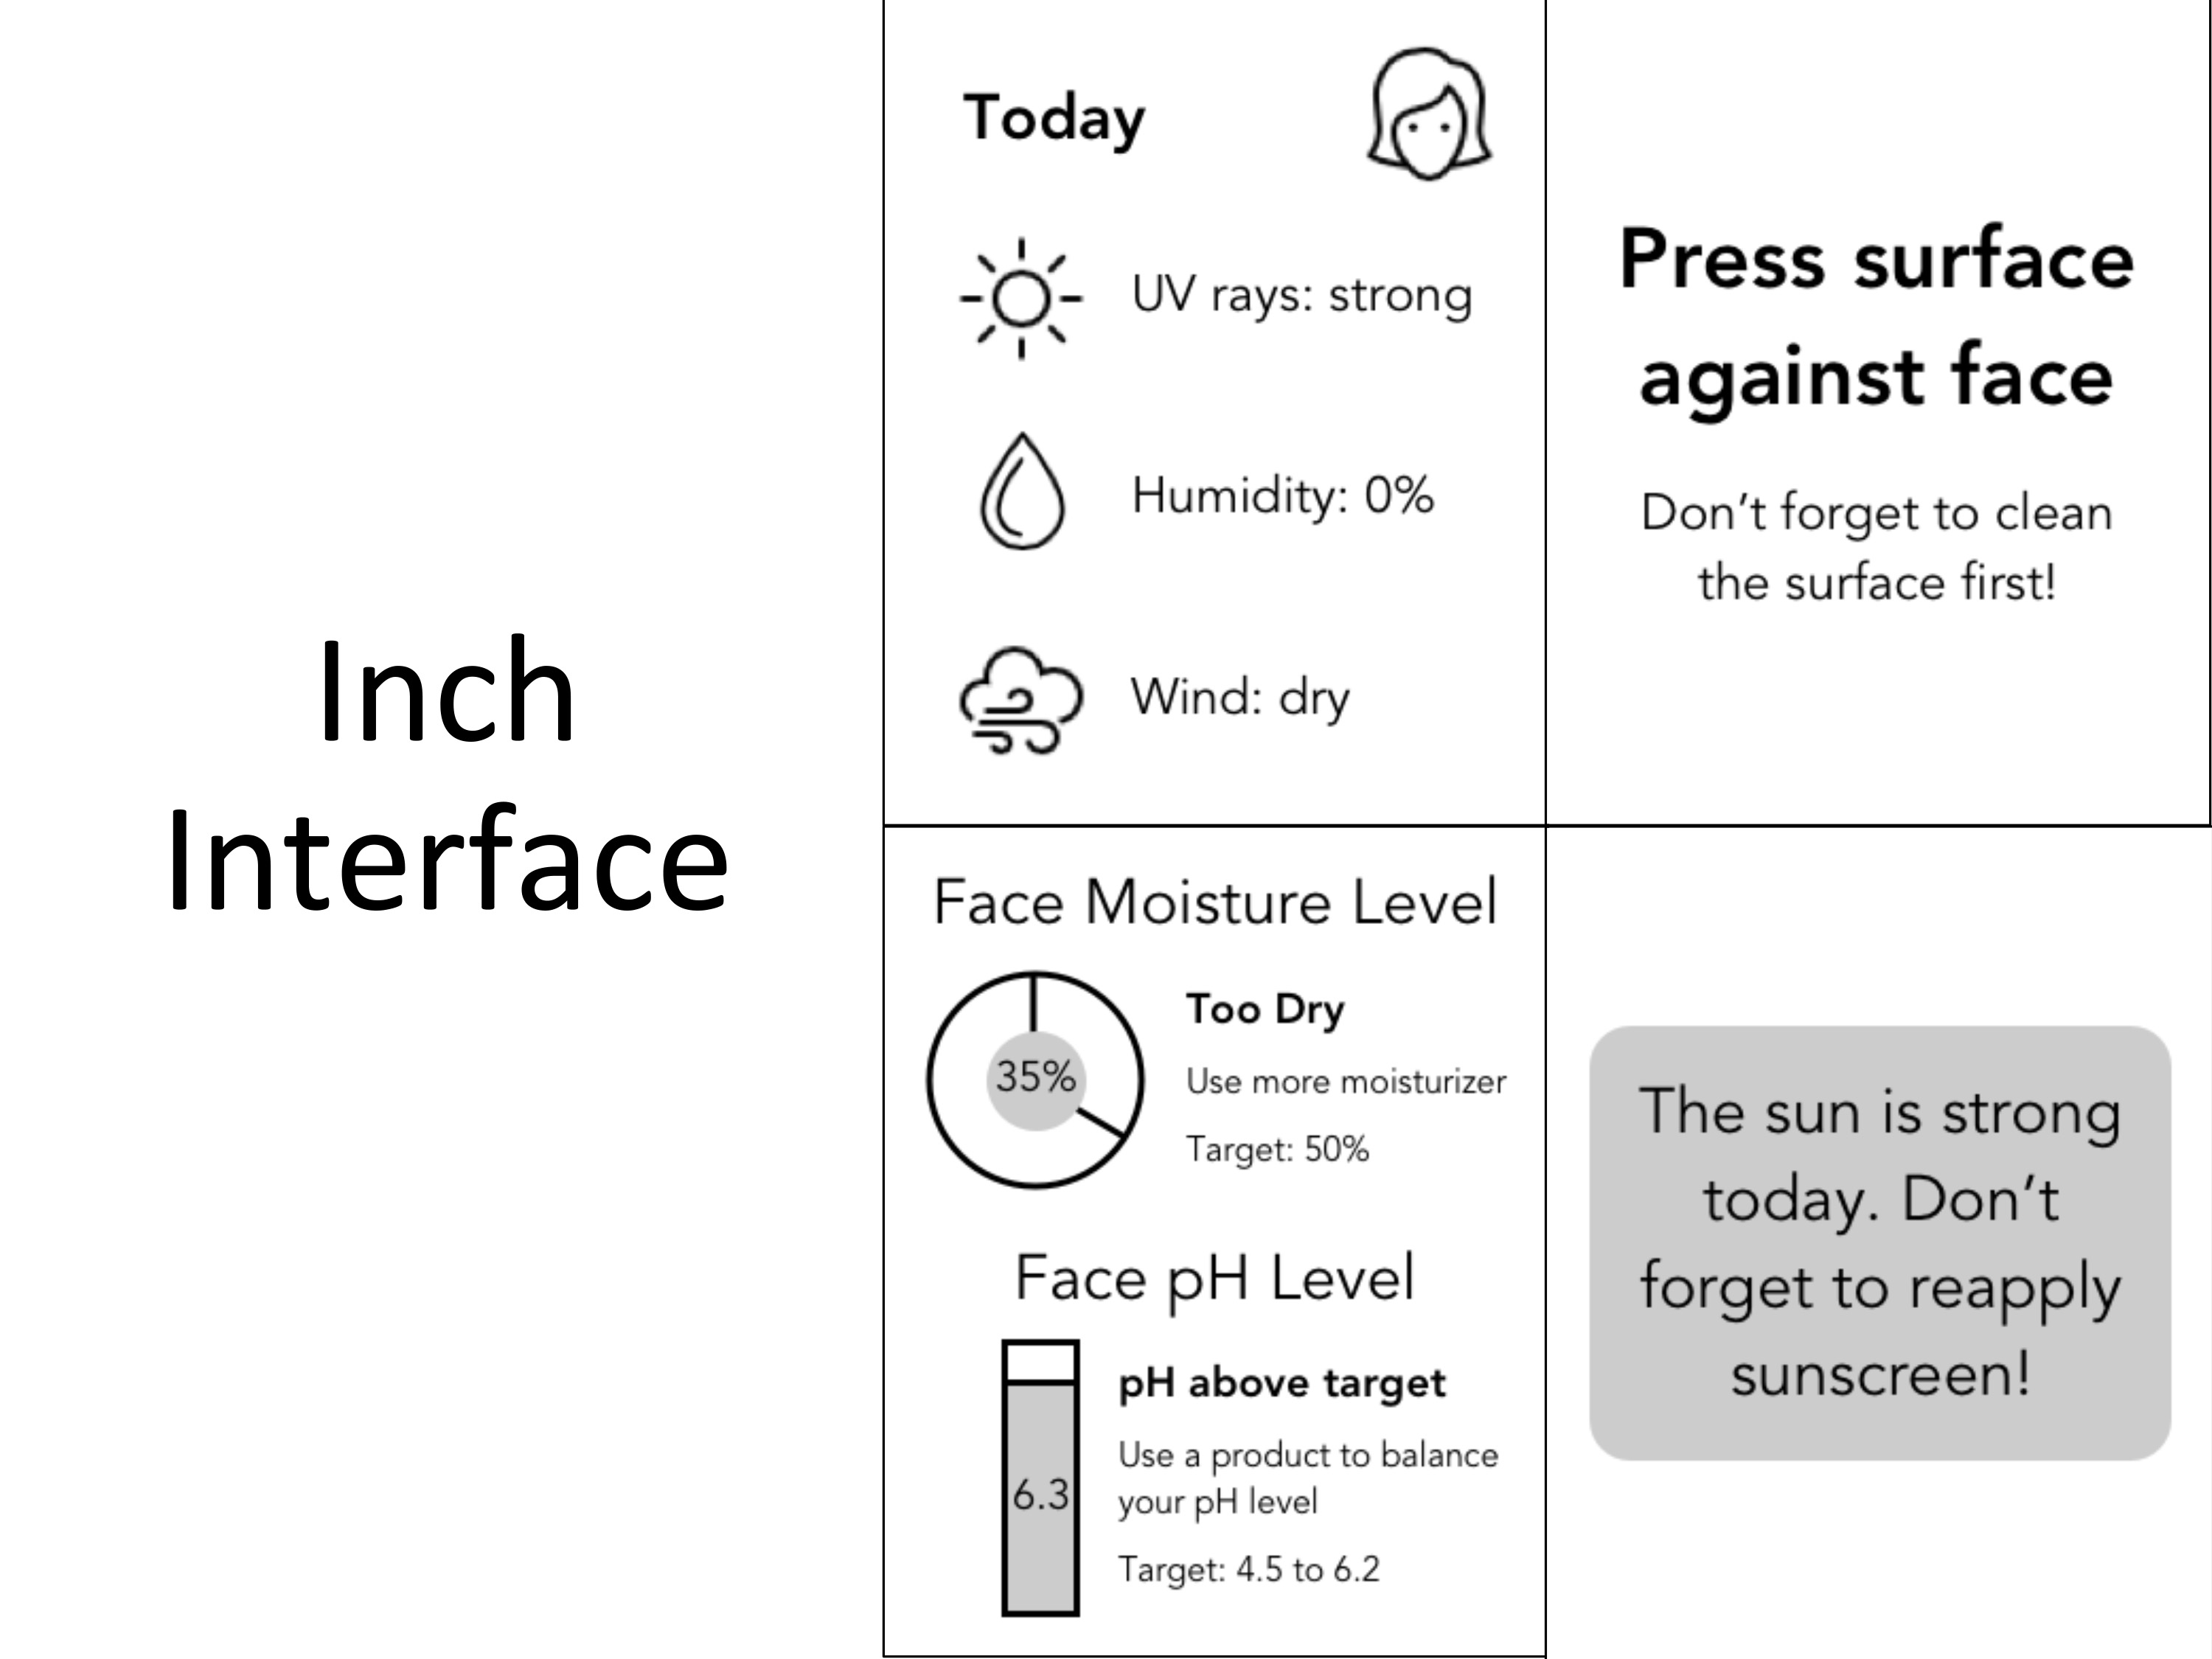 Inch
Interface
Today
UV rays: strong
Humidity: 0%
Wind: dry
Press surface
against face
Don’t forget to clean
the surface first!
Face Moisture Level
35%
Too Dry
Use more moisturizer
Target: 50%
Face pH Level
6.3
pH above target
Use a product to balance
your pH level
Target: 4.5 to 6.2
The sun is strong
today. Don’t
forget to reapply
sunscreen!